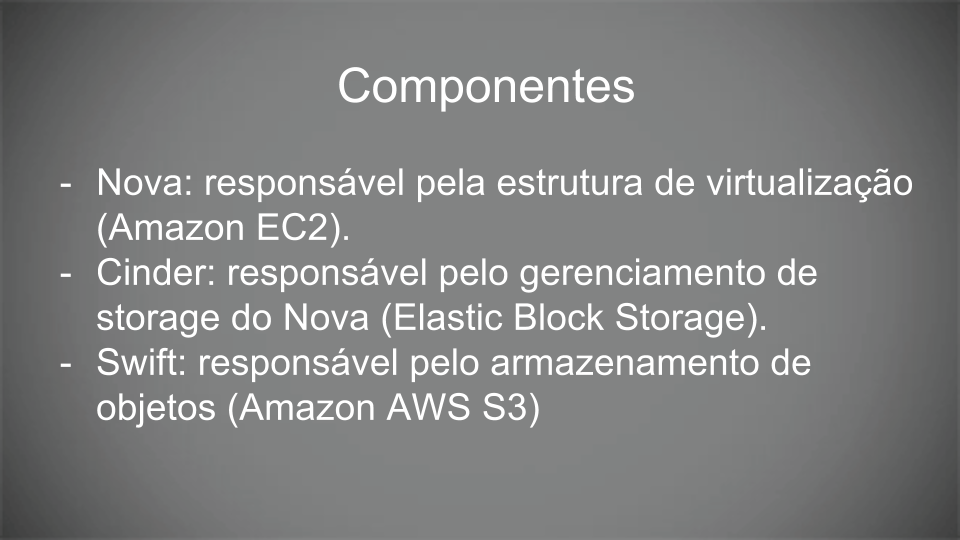 Componentes
- Nova: responsável pela estrutura de virtualização
(Amazon EC2).
- Cinder: responsável pelo gerenciamento de
storage do Nova (Elastic Block Storage).
- Swift: responsável pelo armazenamento de
objetos (Amazon AWS S3)